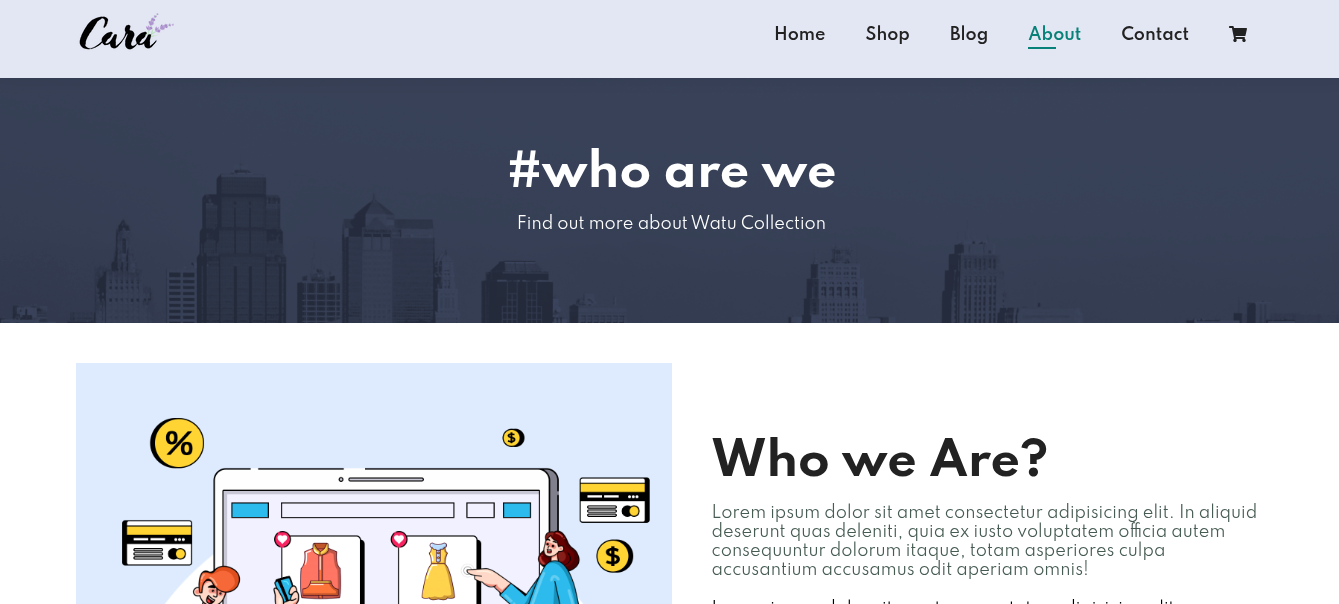 Cara
Home Shop Blog About Contact
#who are we
Find out more about Watu Collection
%
$
$
Who we Are?
Lorem ipsum dolor sit amet consectetur adipisicing elit. In aliquid
deserunt quas deleniti, quia ex iusto voluptatem officia autem
consequuntur dolorum itaque, totam asperiores culpa
accusantium accusamus odit aperiam omnis!